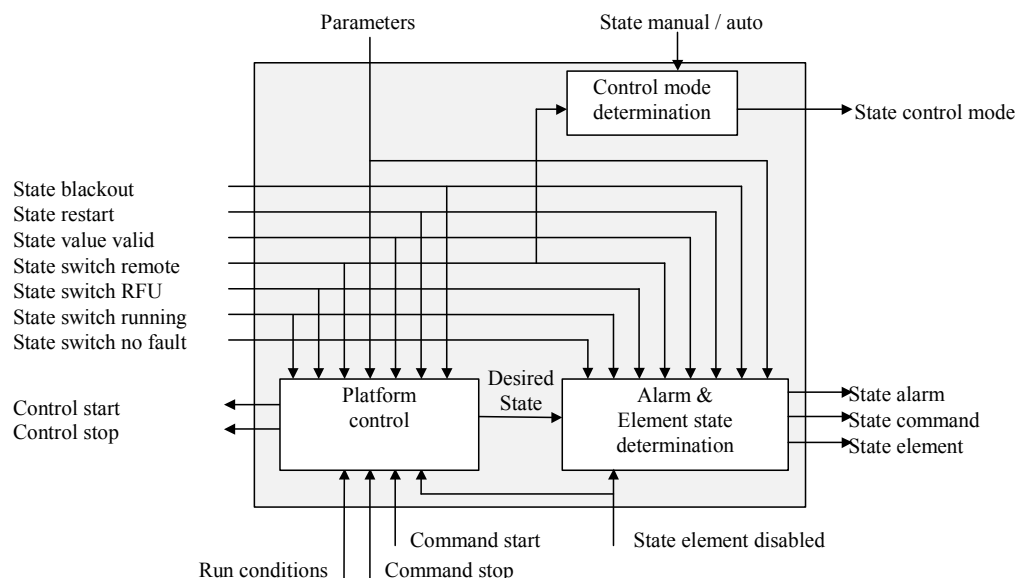 Parameters
State manual / auto
Control mode
determination
State control mode
State blackout
State restart
State value valid
State switch remote
State switch RFU
State switch running
State switch no fault
Control start
Control stop
Platform
control
Desired
State
Alarm &
Element state
determination
State alarm
State command
State element
Command start
State element disabled
Run conditions
Command stop